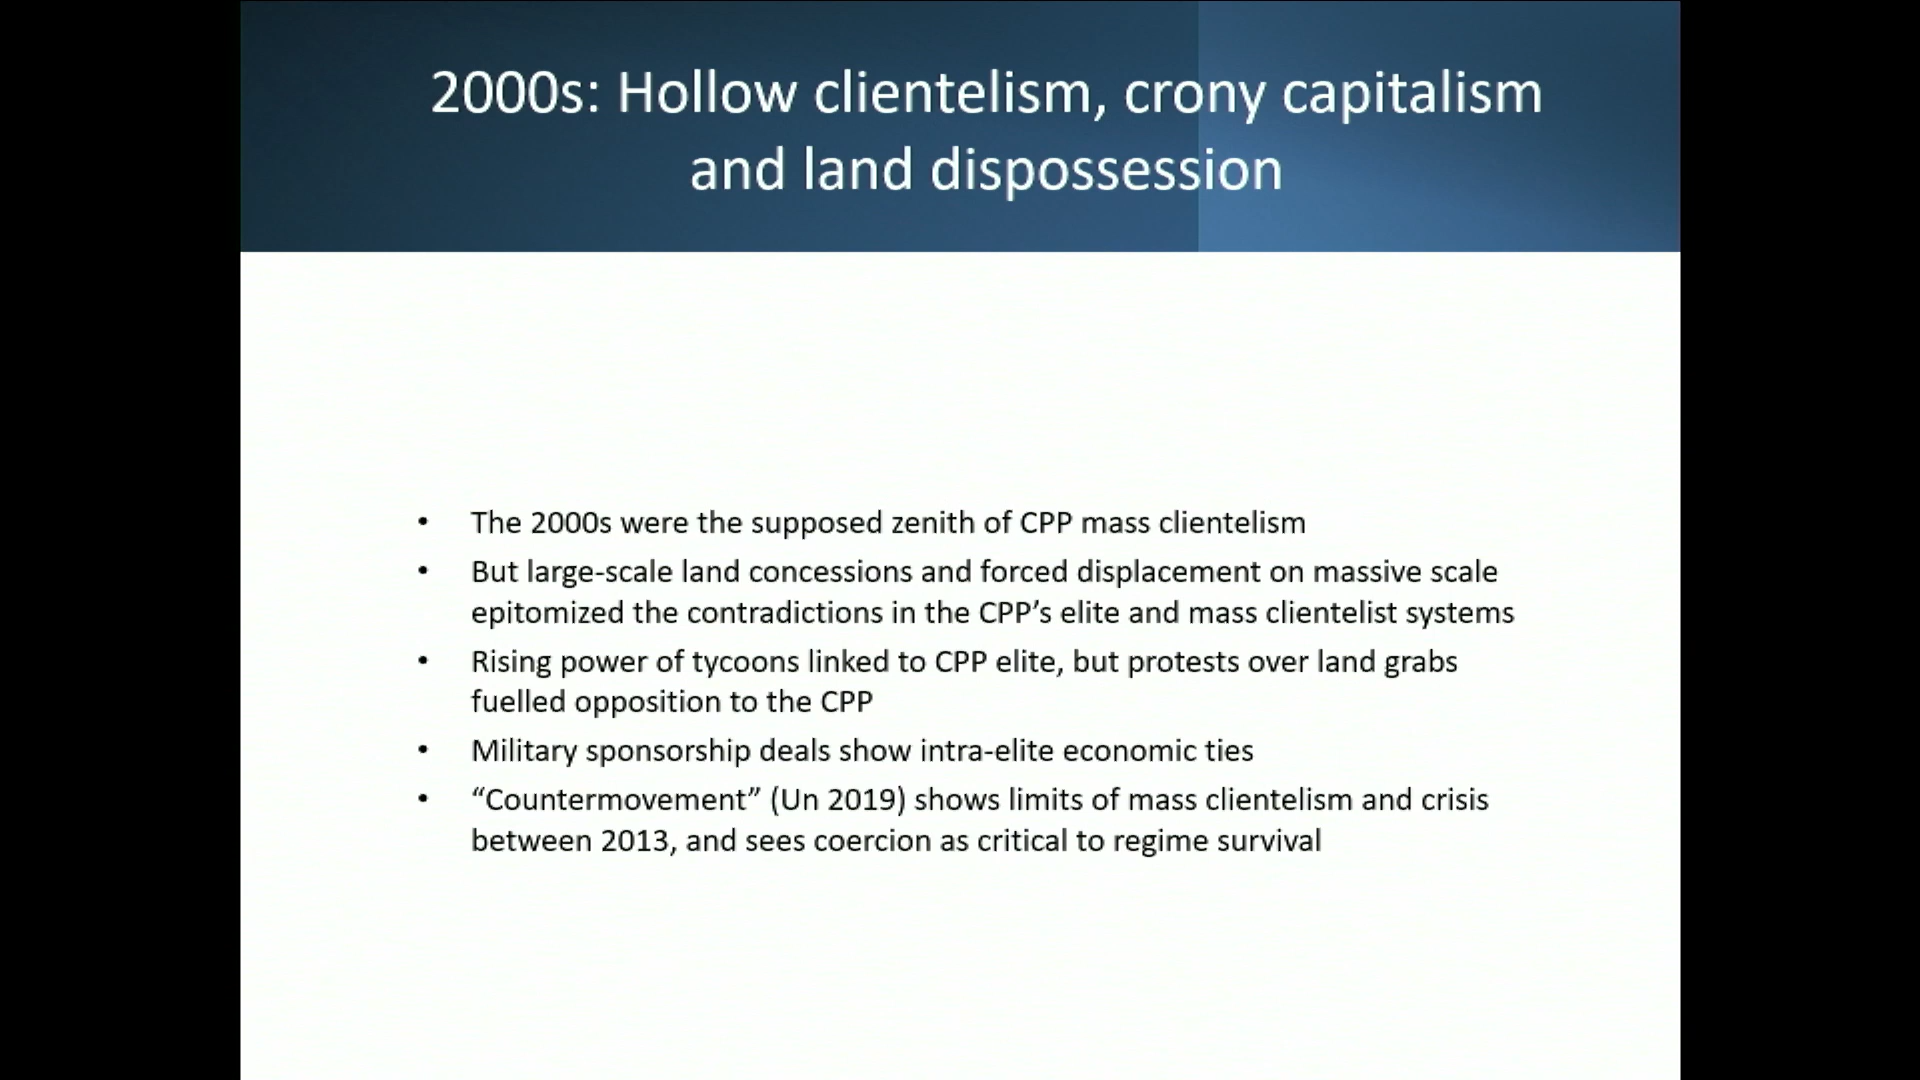 2000s: Hollow clientelism, crony capitalism
and land dispossession
• The 2000s were the supposed zenith of CPP mass clientelism
• But large-scale land concessions and forced displacement on massive scale
epitomized the contradictions in the CPP’s elite and mass clientelist systems
• Rising power of tycoons linked to CPP elite, but protests over land grabs
fuelled opposition to the CPP
• Military sponsorship deals show intra-elite economic ties
• “Countermovement” (Un 2019) shows limits of mass clientelism and crisis
between 2013, and sees coercion as critical to regime survival